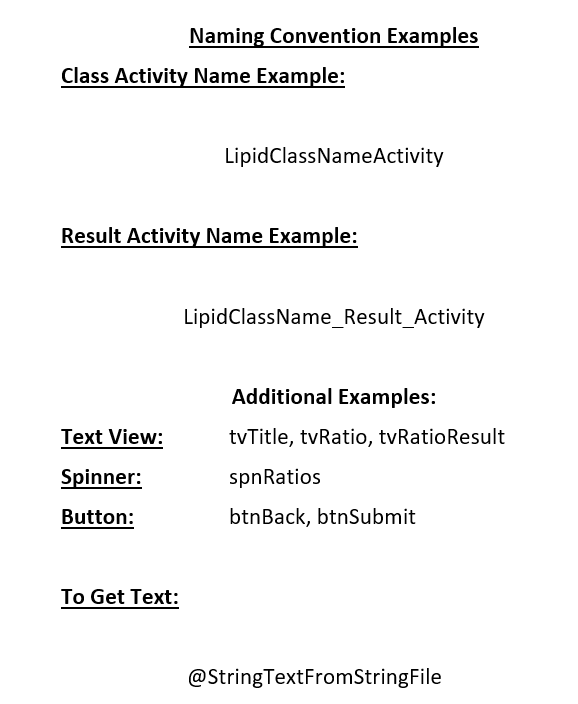 Naming Convention Examples
Class Activity Name Example:
LipidClassNameActivity
Result Activity Name Example:
LipidClassName_Result_Activity
Additional Examples:
Text View: tvTitle, tvRatio, tvRatioResult
Spinner: spnRatios
Button: btnBack, btnSubmit
To Get Text:
@StringTextFromStringFile